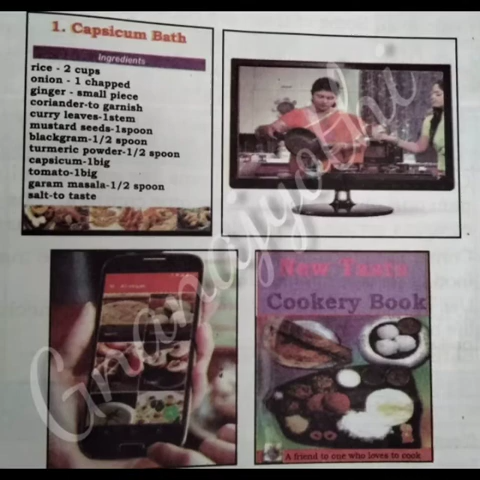 1. Capsicum Bath
Ingredients
rice - 2 cups
onion - 1 chapped
ginger - small piece
coriander-to garnish
curry leaves-1stem
mustard seeds-1spoon
blackgram-1/2 spoon
turmeric powder-1/2 spoon
capsicum-1big
tomato-1big
garam masala-1/2 spoon
salt-to taste
New Taste
Cookery Book
A friend to one who loves to cook
Gnanajyothi